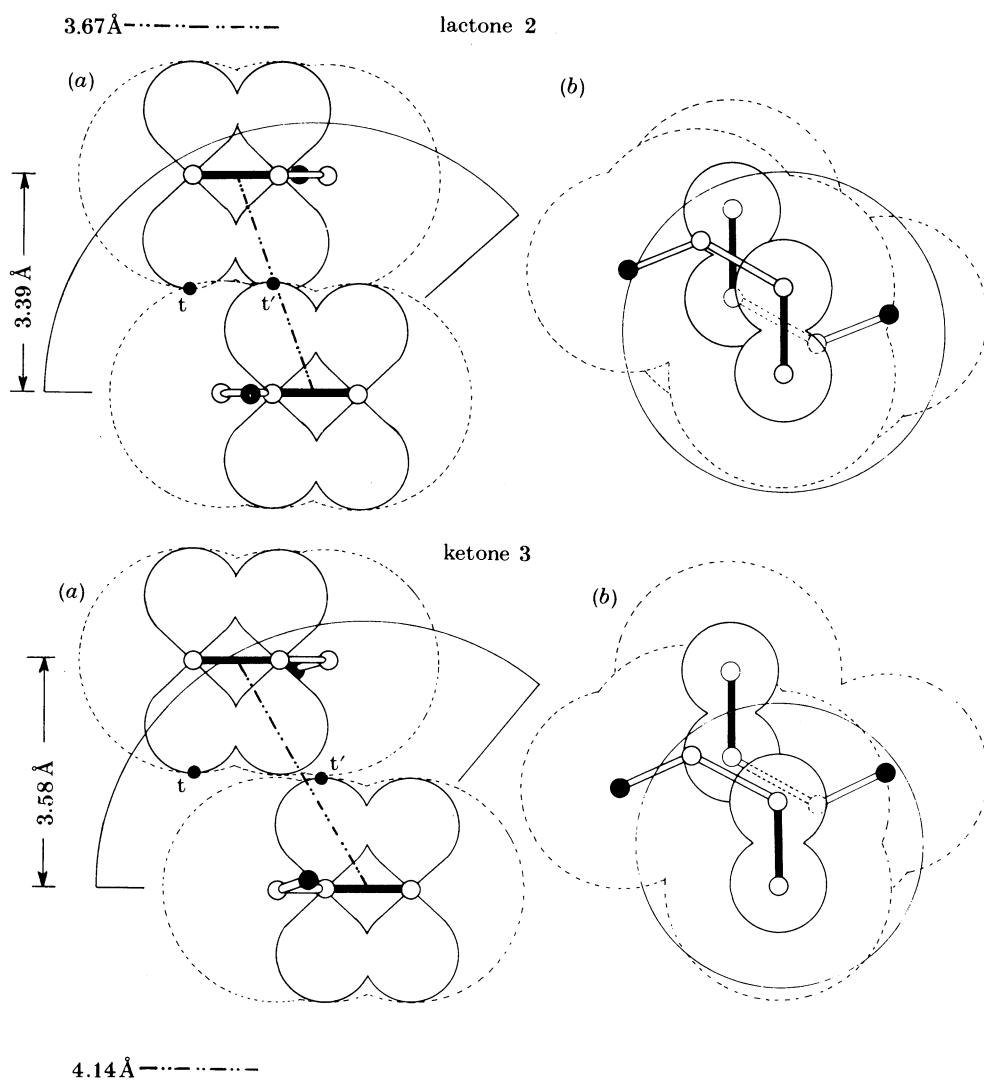 3.67Å
lactone 2
(a)
(b)
3.39 Å
t
t′
ketone 3
(a)
(b)
3.58 Å
t
t′
4.14Å